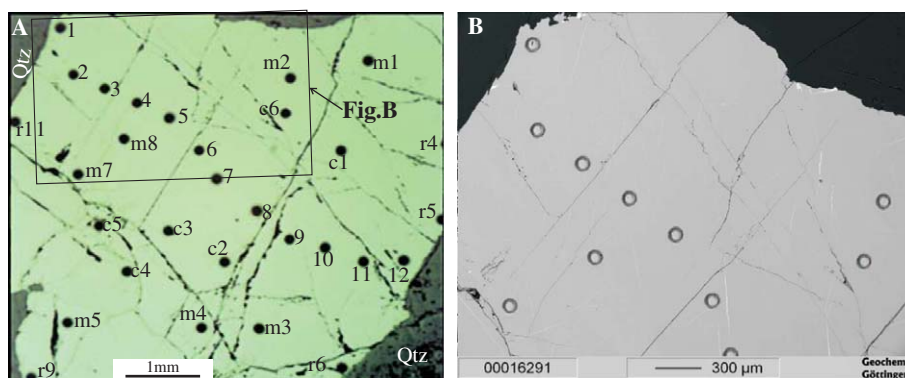 A
1
Qtz
2
3
4
m2
m1
5
c6
Fig.B
r11
m8
r4
6
c1
m7
7
c5
c3
8
r5
c2
9
c4
10
11
12
m5
m4
m3
r9
1mm
r6
Qtz
B
00016291
300 µm
Geochem
Göttingen